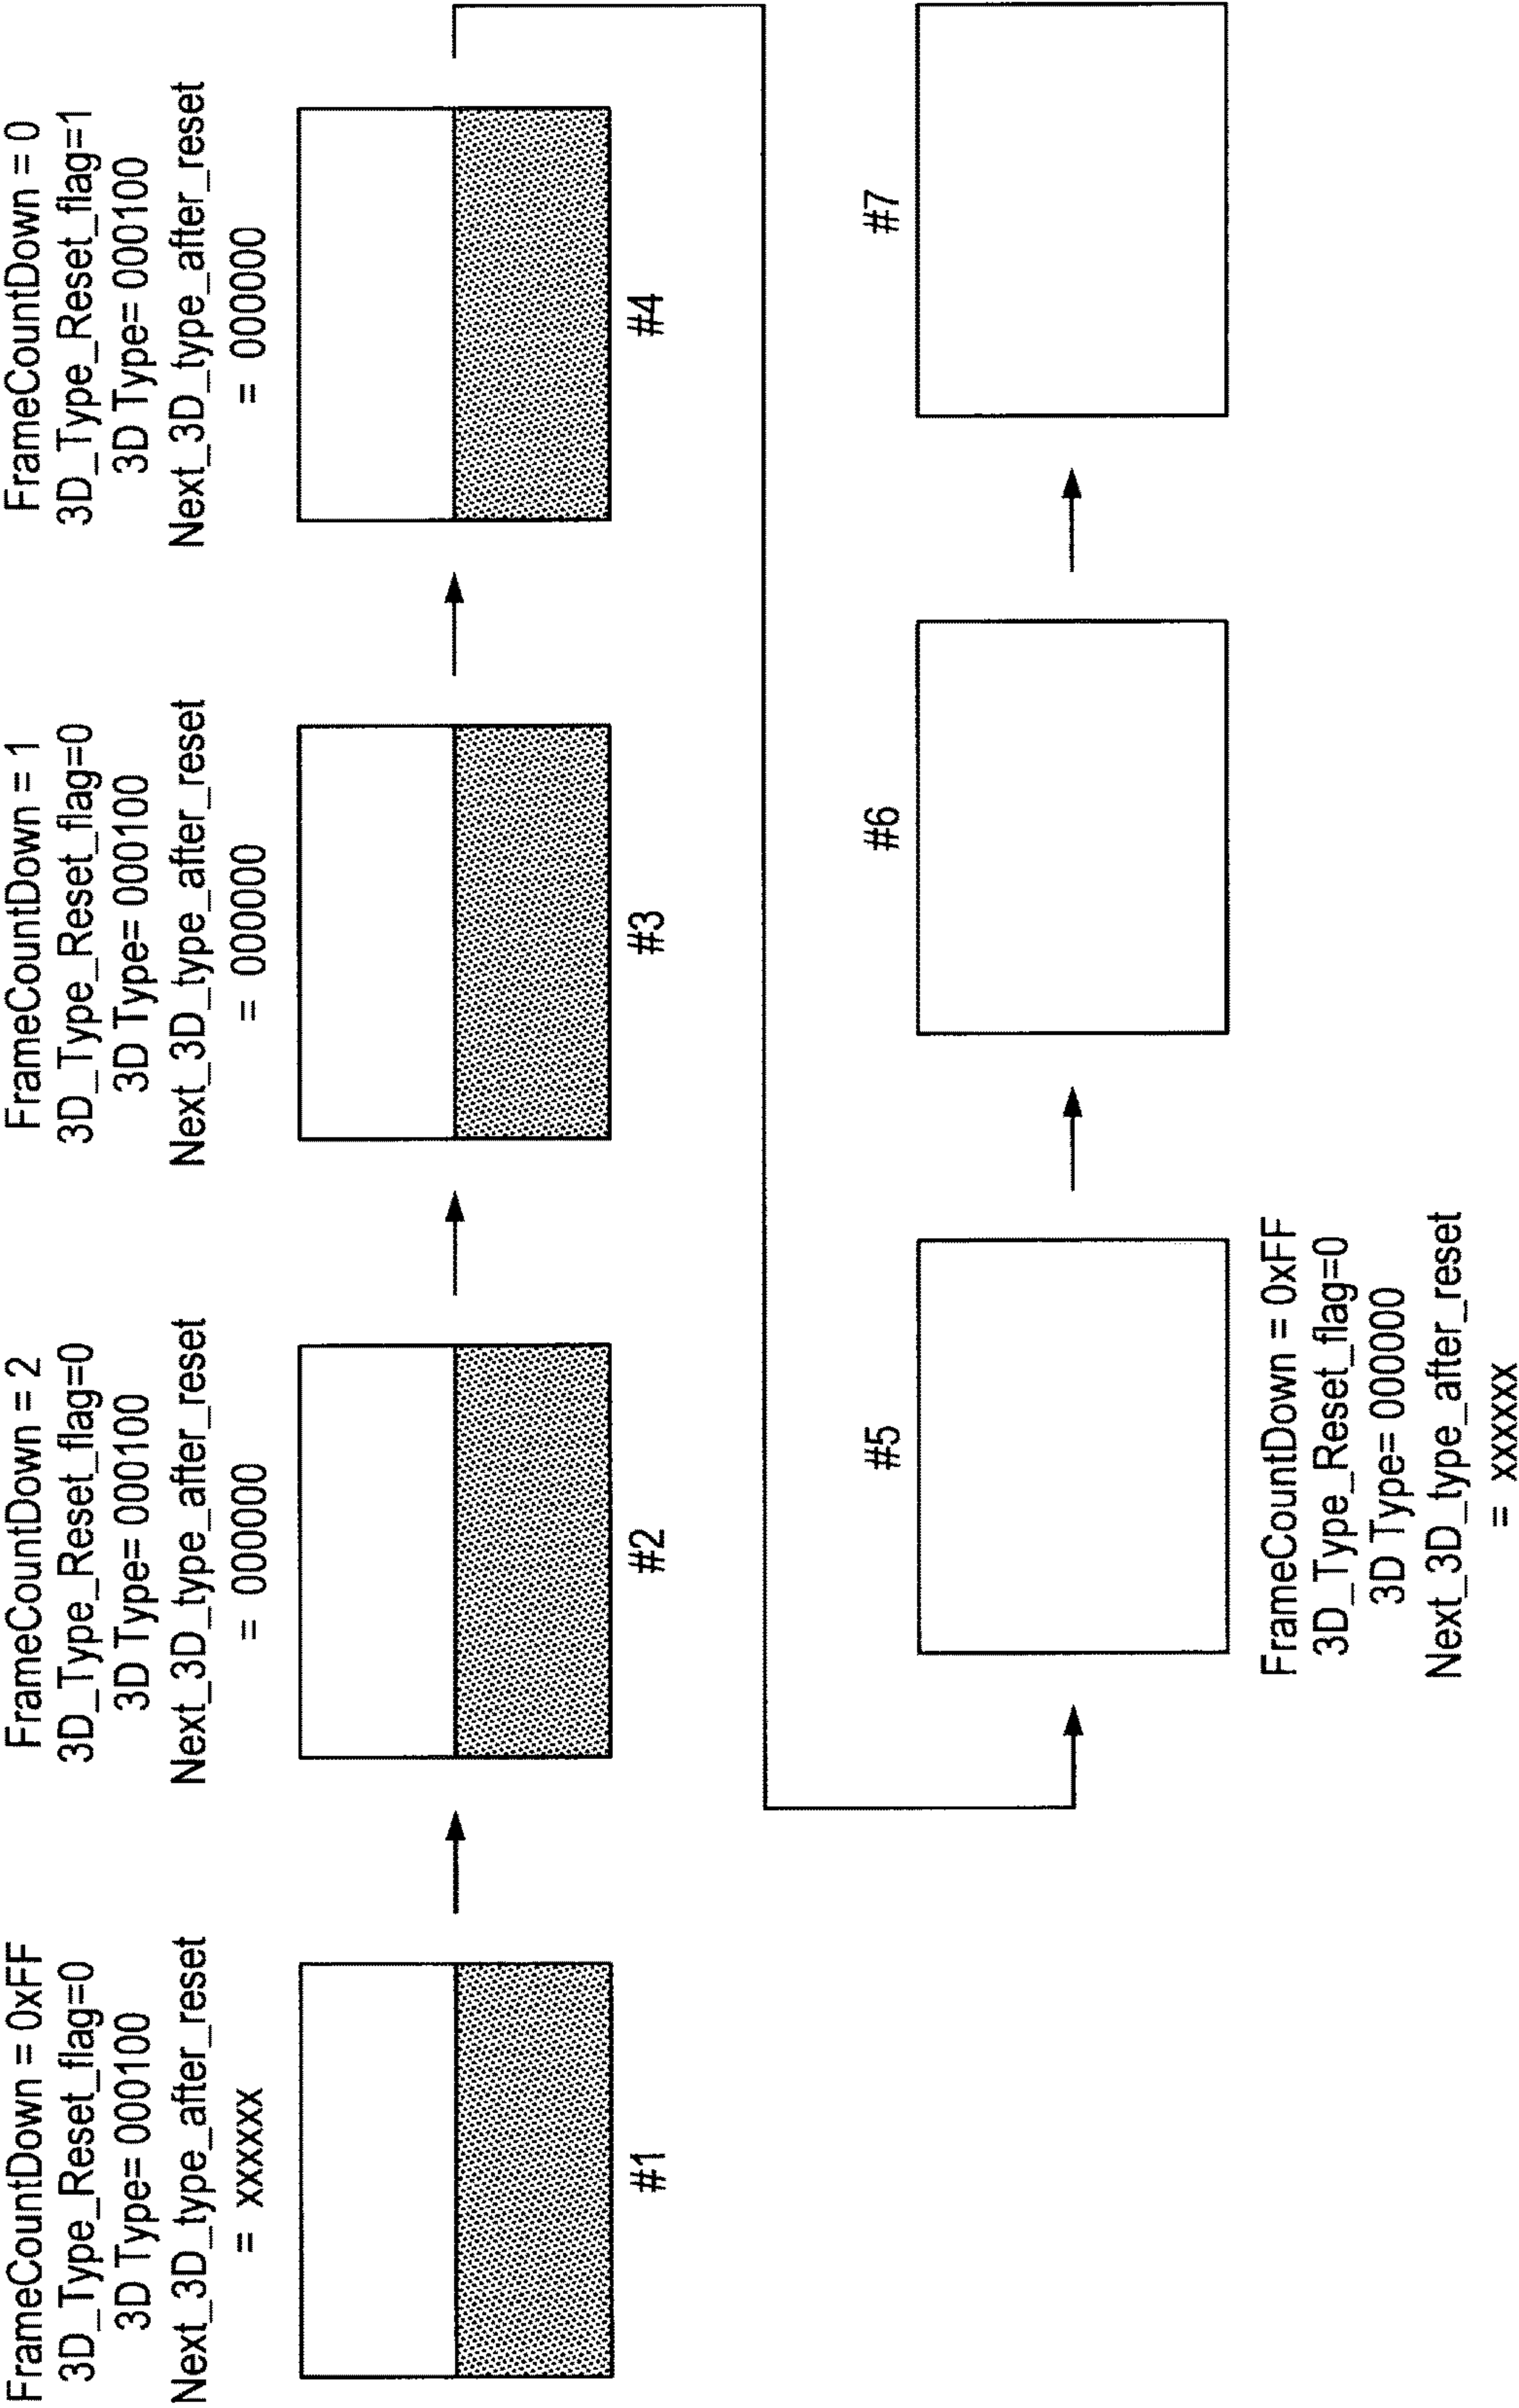 FrameCountDown = 0xFF
3D_Type_Reset_flag=0
3D Type= 000100
Next_3D_type_after_reset
= xxxxxx
#1
FrameCountDown = 2
3D_Type_Reset_flag=0
3D Type= 000100
Next_3D_type_after_reset
= 000000
#2
FrameCountDown = 1
3D_Type_Reset_flag=0
3D Type= 000100
Next_3D_type_after_reset
= 000000
#3
FrameCountDown = 0
3D_Type_Reset_flag=1
3D Type= 000100
Next_3D_type_after_reset
= 000000
#4
#5
FrameCountDown = 0xFF
3D_Type_Reset_flag=0
3D Type= 000000
Next_3D_type_after_reset
= xxxxxx
#6
#7